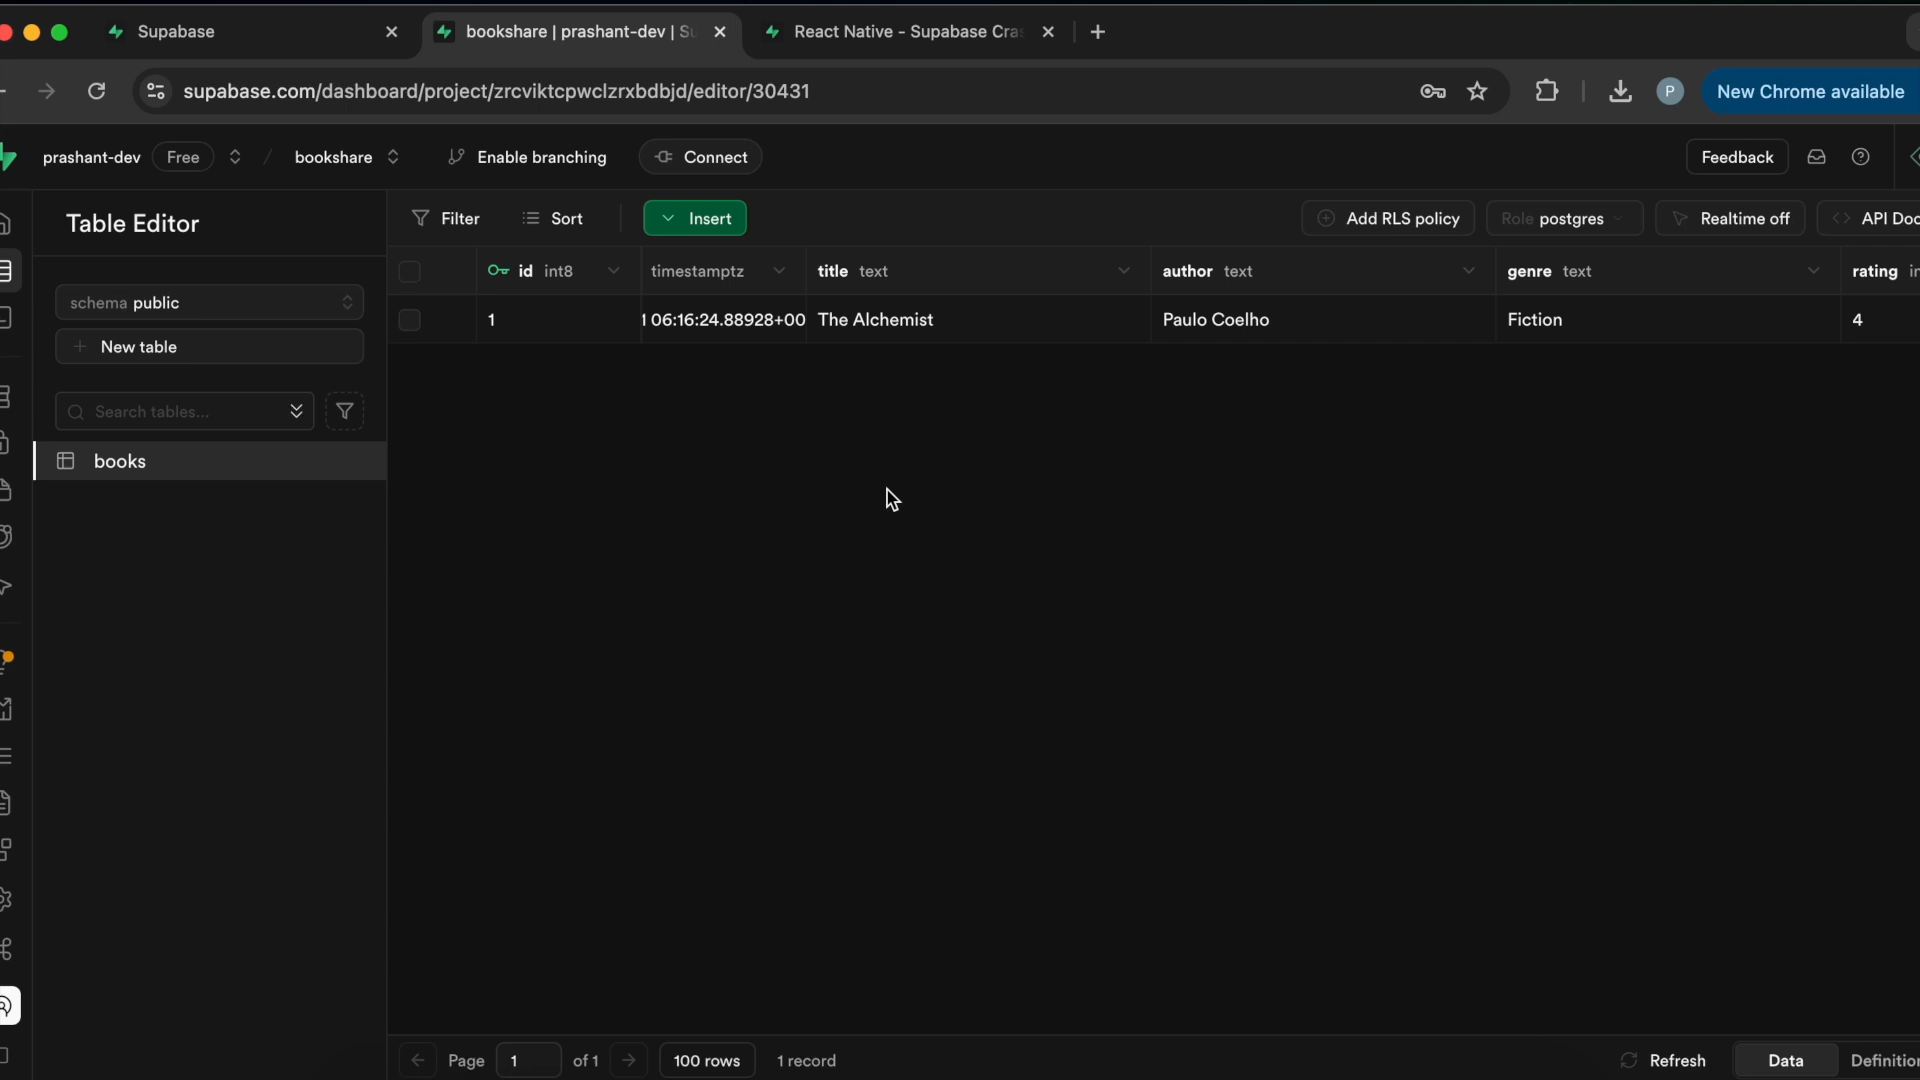 Supabase
bookshare | prashant-dev | Su
React Native - Supabase Cras
supabase.com/dashboard/project/zrcviktcpwclzrxbdbjd/editor/30431
P
New Chrome available
prashant-dev
Free
/
bookshare
Enable branching
Connect
Feedback
Table Editor
Filter
Sort
Insert
Add RLS policy
Role postgres
Realtime off
API Doc
id int8
timestamptz
title text
author text
genre text
rating in
schema public
1
1 06:16:24.88928+00
The Alchemist
Paulo Coelho
Fiction
4
New table
Search tables...
books
Page 1 of 1
100 rows
1 record
Refresh
Data
Definition